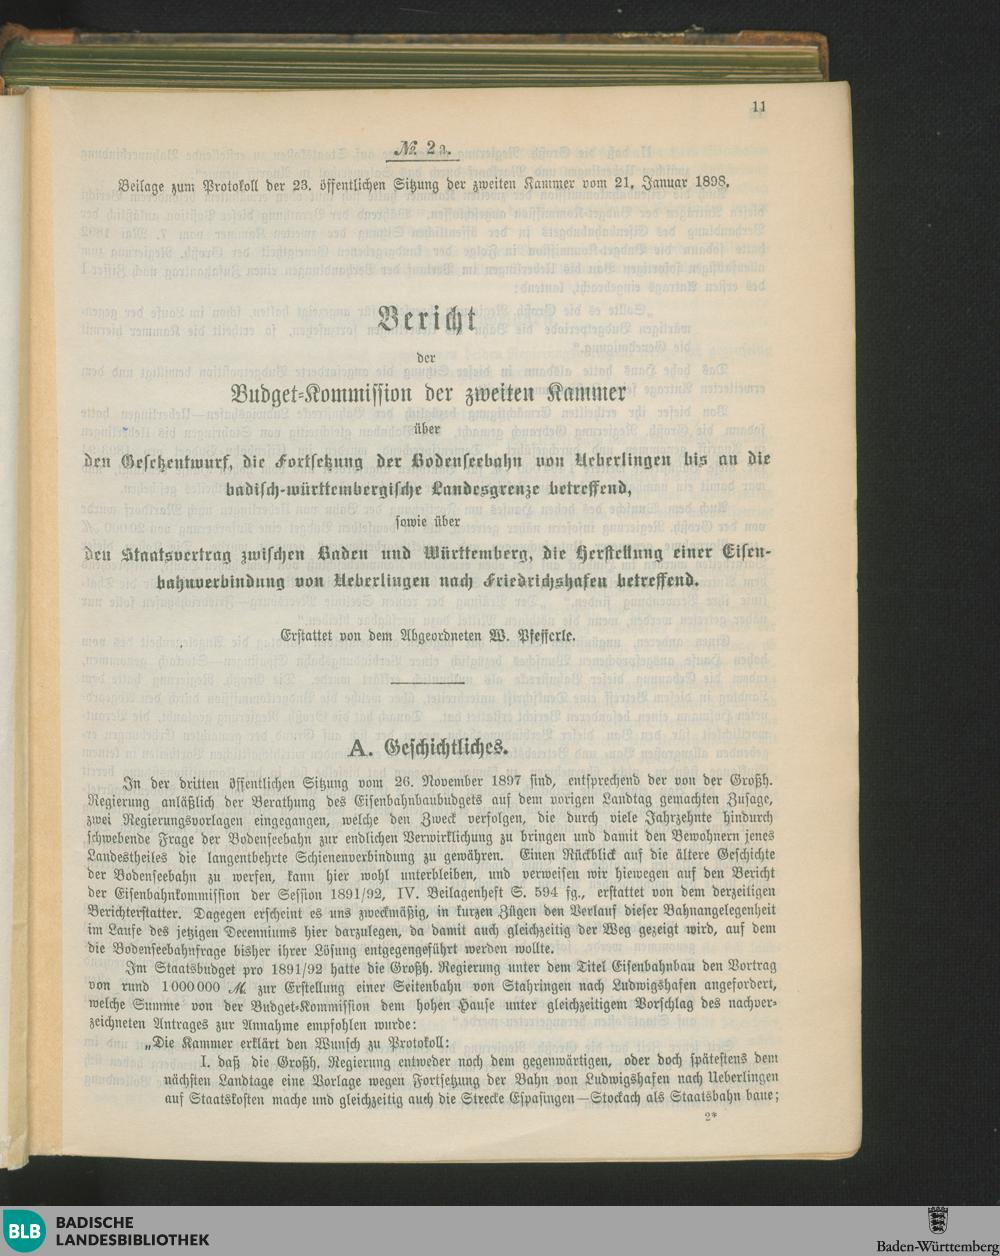 11
№ 2a.
Beilage zum Protokoll der 23. öffentlichen Sitzung der zweiten Kammer vom 21. Januar 1898.
Bericht
der
Budget-Kommission der zweiten Kammer
über
den Gesetzentwurf, die Fortsetzung der Bodenseebahn von Ueberlingen bis an die
badisch-württembergische Landesgrenze betreffend,
sowie über
den Staatsvertrag zwischen Baden und Württemberg, die Herstellung einer Eisen-
bahnverbindung von Ueberlingen nach Friedrichshafen betreffend.
Erstattet von dem Abgeordneten W. Pfefferle.
A. Geschichtliches.
In der dritten öffentlichen Sitzung vom 26. November 1897 sind, entsprechend der von der Großh.
Regierung anläßlich der Berathung des Eisenbahnbaubudgets auf dem vorigen Landtag gemachten Zusage,
zwei Regierungsvorlagen eingegangen, welche den Zweck verfolgen, die durch viele Jahrzehnte hindurch
schwebende Frage der Bodenseebahn zur endlichen Verwirklichung zu bringen und damit den Bewohnern jenes
Landestheiles die langentbehrte Schienenverbindung zu gewähren. Einen Rückblick auf die ältere Geschichte
der Bodenseebahn zu werfen, kann hier wohl unterbleiben, und verweisen wir hiewegen auf den Bericht
der Eisenbahnkommission der Session 1891/92, IV. Beilagenheft S. 594 fg., erstattet von dem derzeitigen
Berichterstatter. Dagegen erscheint es uns zweckmäßig, in kurzen Zügen den Verlauf dieser Bahnangelegenheit
im Laufe des jetzigen Decenniums hier darzulegen, da damit auch gleichzeitig der Weg gezeigt wird, auf dem
die Bodenseebahnfrage bisher ihrer Lösung entgegengeführt werden wollte.
Im Staatsbudget pro 1891/92 hatte die Großh. Regierung unter dem Titel Eisenbahnbau den Vortrag
von rund 1 000 000 ℳ. zur Erstellung einer Seitenbahn von Stahringen nach Ludwigshafen angefordert,
welche Summe von der Budget-Kommission dem hohen Hause unter gleichzeitigem Vorschlag des nachver-
zeichneten Antrages zur Annahme empfohlen wurde:
„Die Kammer erklärt den Wunsch zu Protokoll:
I. daß die Großh. Regierung entweder noch dem gegenwärtigen, oder doch spätestens dem
nächsten Landtage eine Vorlage wegen Fortsetzung der Bahn von Ludwigshafen nach Ueberlingen
auf Staatskosten mache und gleichzeitig auch die Strecke Espasingen—Stockach als Staatsbahn baue;
2*
BLB BADISCHE
LANDESBIBLIOTHEK
Baden-Württemberg